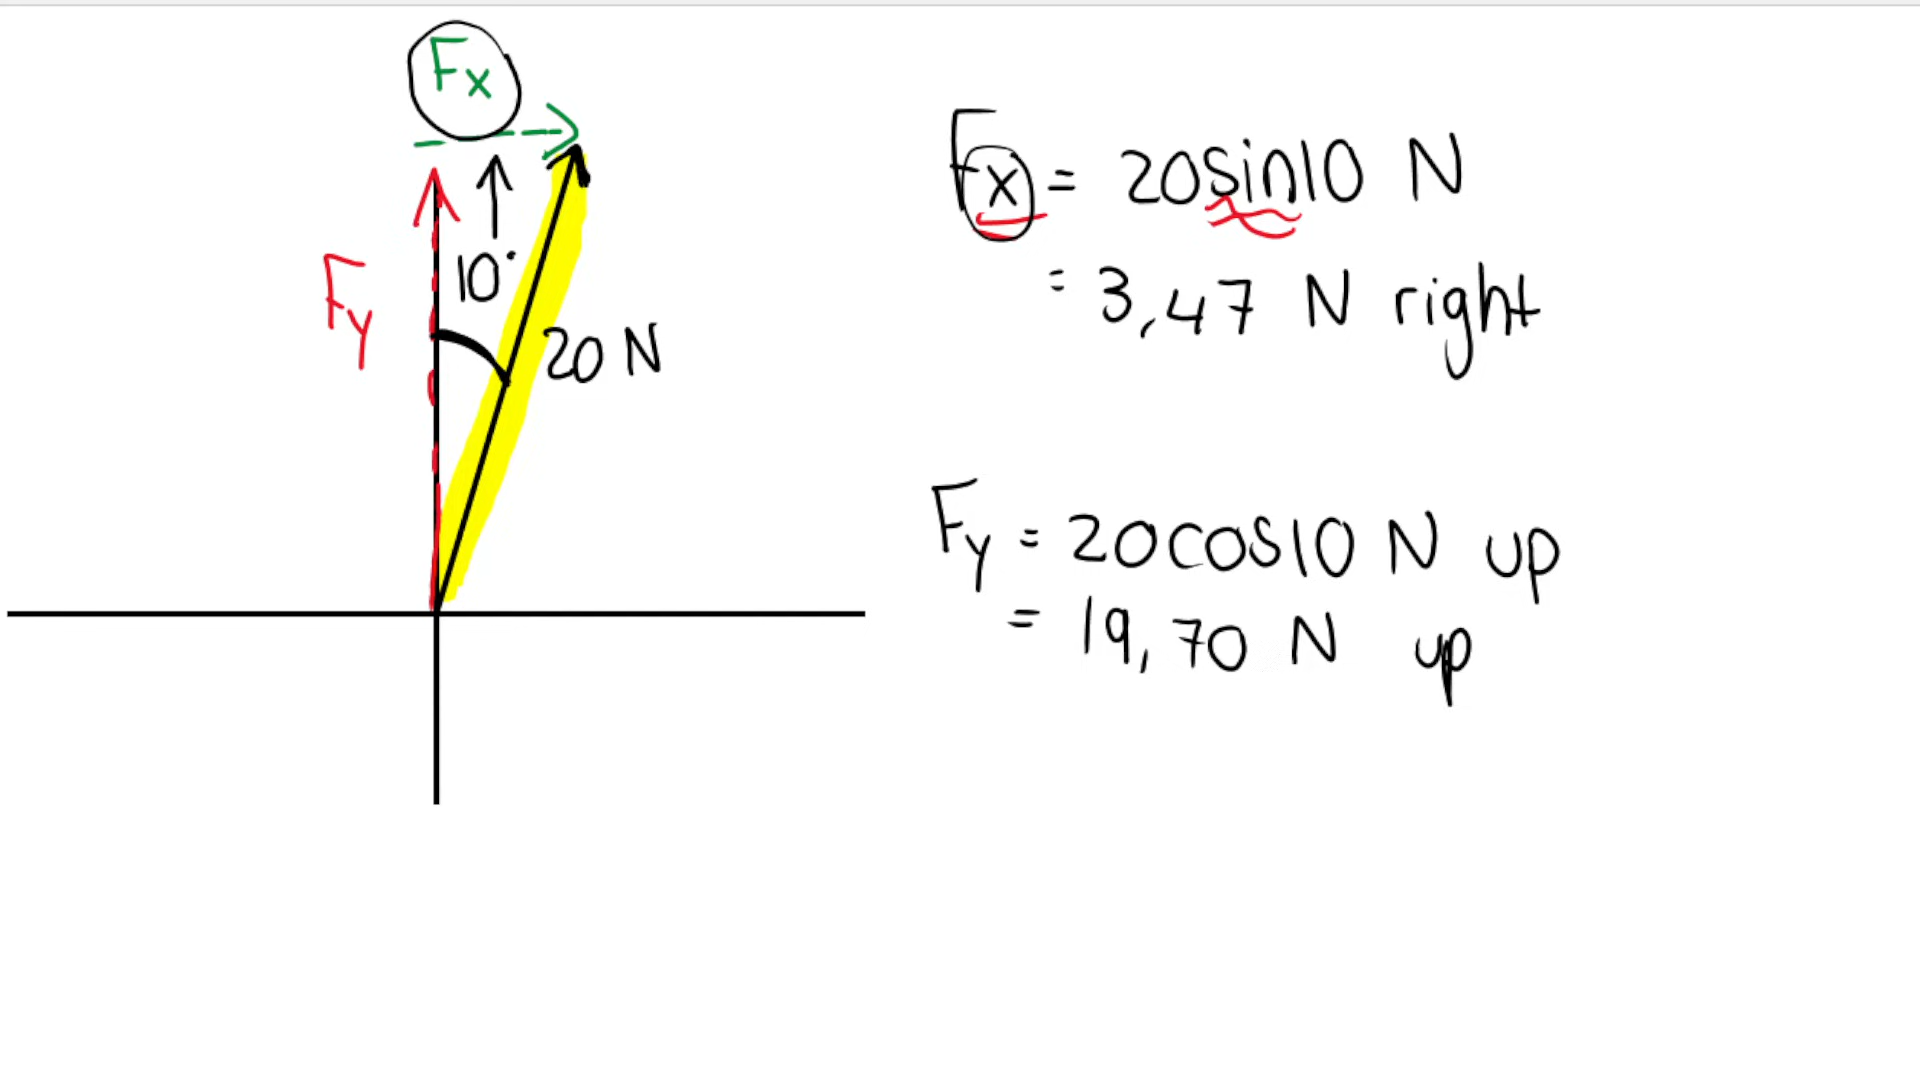 Fx
Fy
10°
20 N
Fx = 20sin10 N
= 3,47 N right
Fy = 20cos10 N up
= 19,70 N up